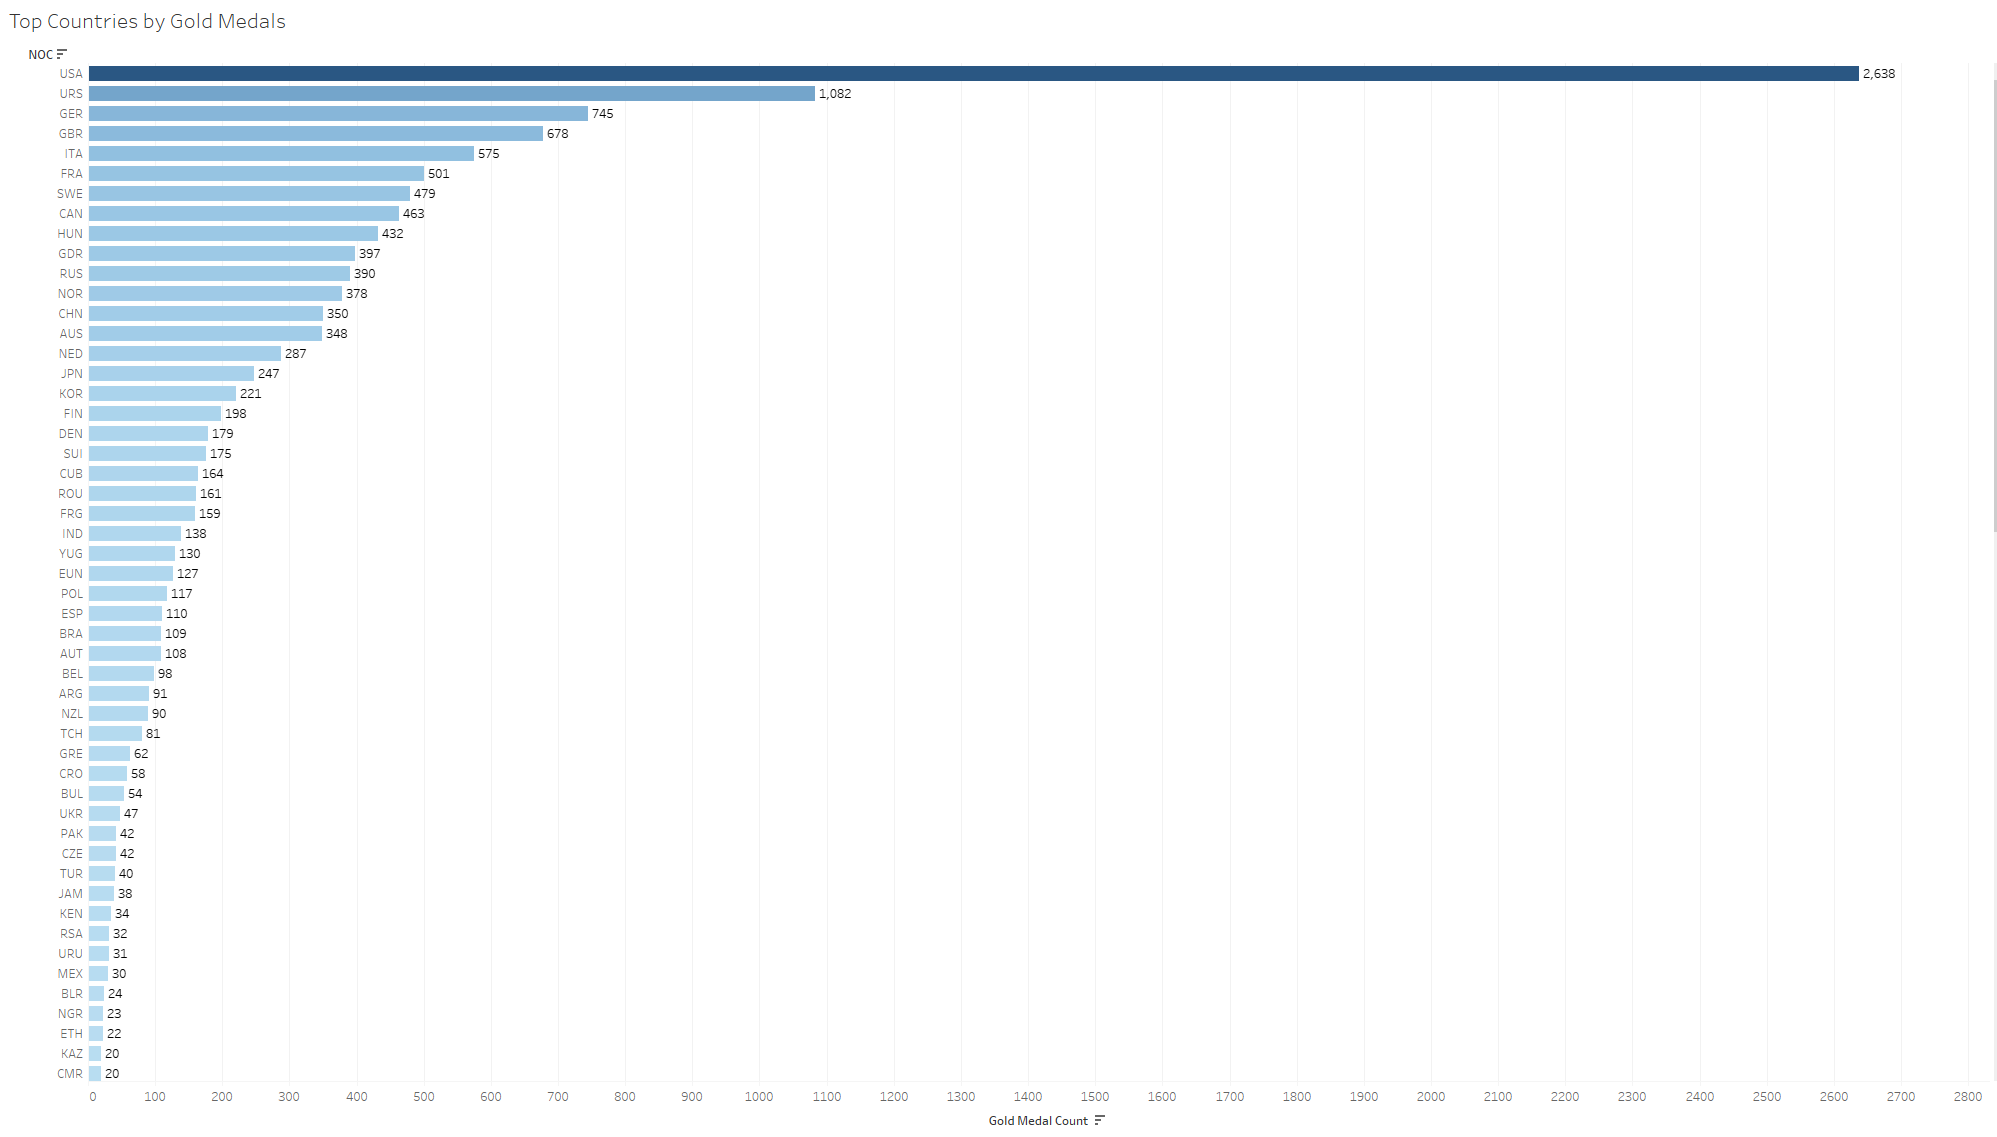 Top Countries by Gold Medals
NOC
USA 2,638
URS 1,082
GER 745
GBR 678
ITA 575
FRA 501
SWE 479
CAN 463
HUN 432
GDR 397
RUS 390
NOR 378
CHN 350
AUS 348
NED 287
JPN 247
KOR 221
FIN 198
DEN 179
SUI 175
CUB 164
ROU 161
FRG 159
IND 138
YUG 130
EUN 127
POL 117
ESP 110
BRA 109
AUT 108
BEL 98
ARG 91
NZL 90
TCH 81
GRE 62
CRO 58
BUL 54
UKR 47
PAK 42
CZE 42
TUR 40
JAM 38
KEN 34
RSA 32
URU 31
MEX 30
BLR 24
NGR 23
ETH 22
KAZ 20
CMR 20
0 100 200 300 400 500 600 700 800 900 1000 1100 1200 1300 1400 1500 1600 1700 1800 1900 2000 2100 2200 2300 2400 2500 2600 2700 2800
Gold Medal Count